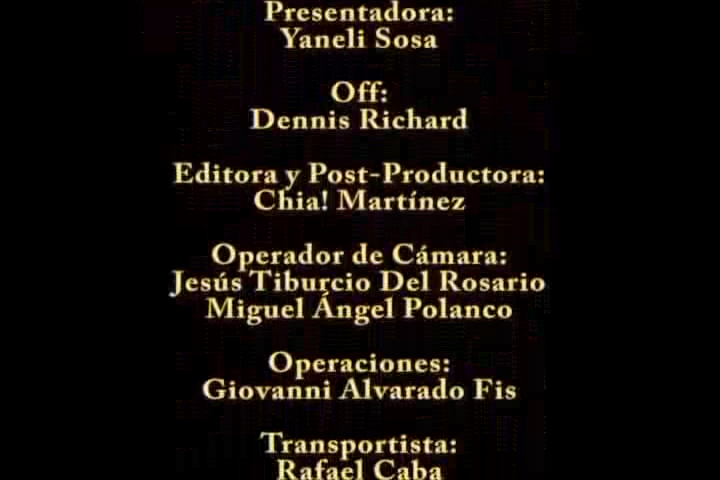 Presentadora:
Yaneli Sosa
Off:
Dennis Richard
Editora y Post-Productora:
Chia! Martínez
Operador de Cámara:
Jesús Tiburcio Del Rosario
Miguel Ángel Polanco
Operaciones:
Giovanni Alvarado Fis
Transportista:
Rafael Caba